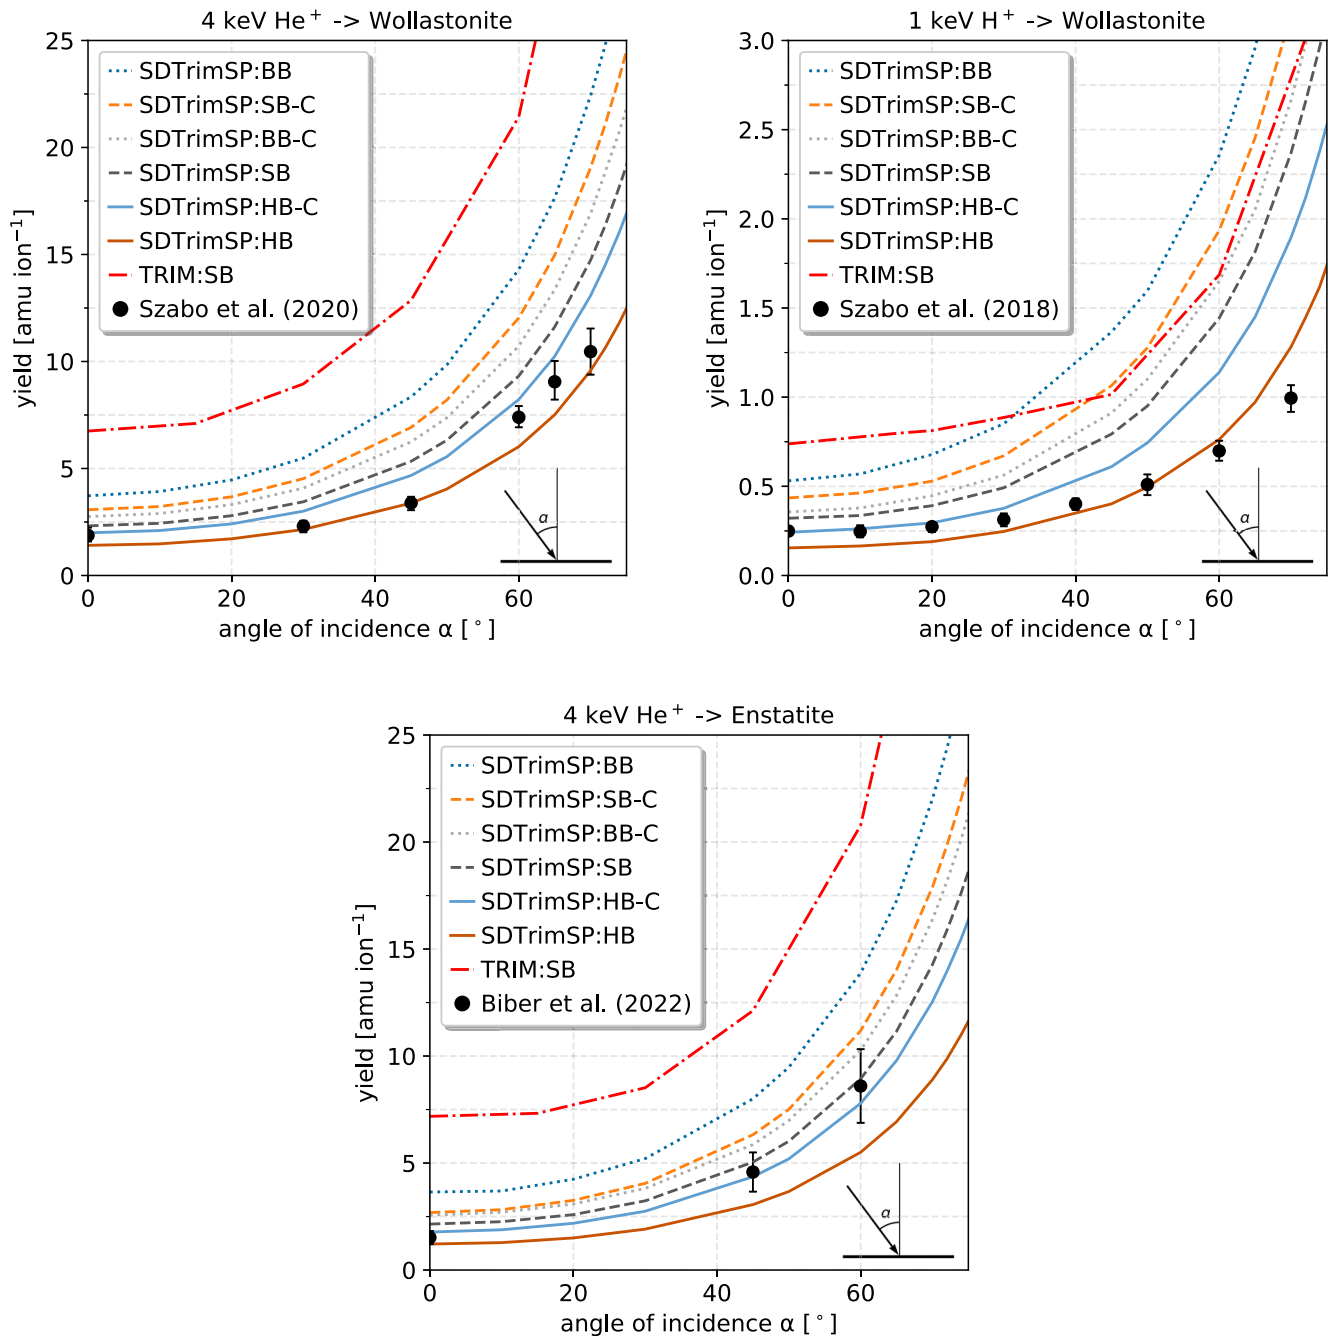 4 keV He⁺ -> Wollastonite
25
20
15
10
5
0
yield [amu ion⁻¹]
SDTrimSP:BB
SDTrimSP:SB-C
SDTrimSP:BB-C
SDTrimSP:SB
SDTrimSP:HB-C
SDTrimSP:HB
TRIM:SB
Szabo et al. (2020)
α
0 20 40 60
angle of incidence α [°]
1 keV H⁺ -> Wollastonite
3.0
2.5
2.0
1.5
1.0
0.5
0.0
yield [amu ion⁻¹]
SDTrimSP:BB
SDTrimSP:SB-C
SDTrimSP:BB-C
SDTrimSP:SB
SDTrimSP:HB-C
SDTrimSP:HB
TRIM:SB
Szabo et al. (2018)
α
0 20 40 60
angle of incidence α [°]
4 keV He⁺ -> Enstatite
25
20
15
10
5
0
yield [amu ion⁻¹]
SDTrimSP:BB
SDTrimSP:SB-C
SDTrimSP:BB-C
SDTrimSP:SB
SDTrimSP:HB-C
SDTrimSP:HB
TRIM:SB
Biber et al. (2022)
α
0 20 40 60
angle of incidence α [°]